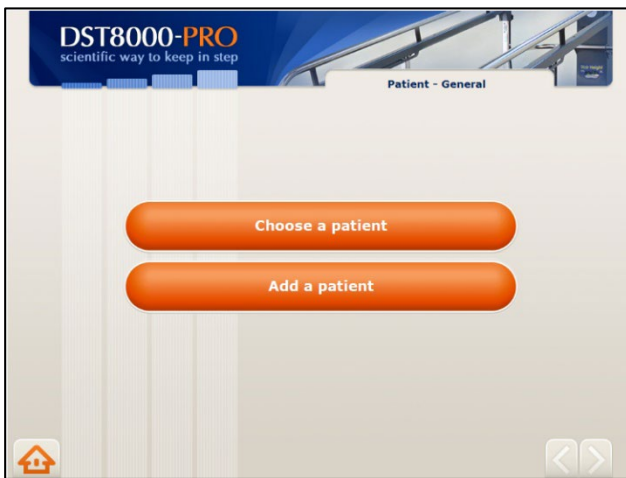 DST8000-PRO
scientific way to keep in step
Patient - General
Choose a patient
Add a patient